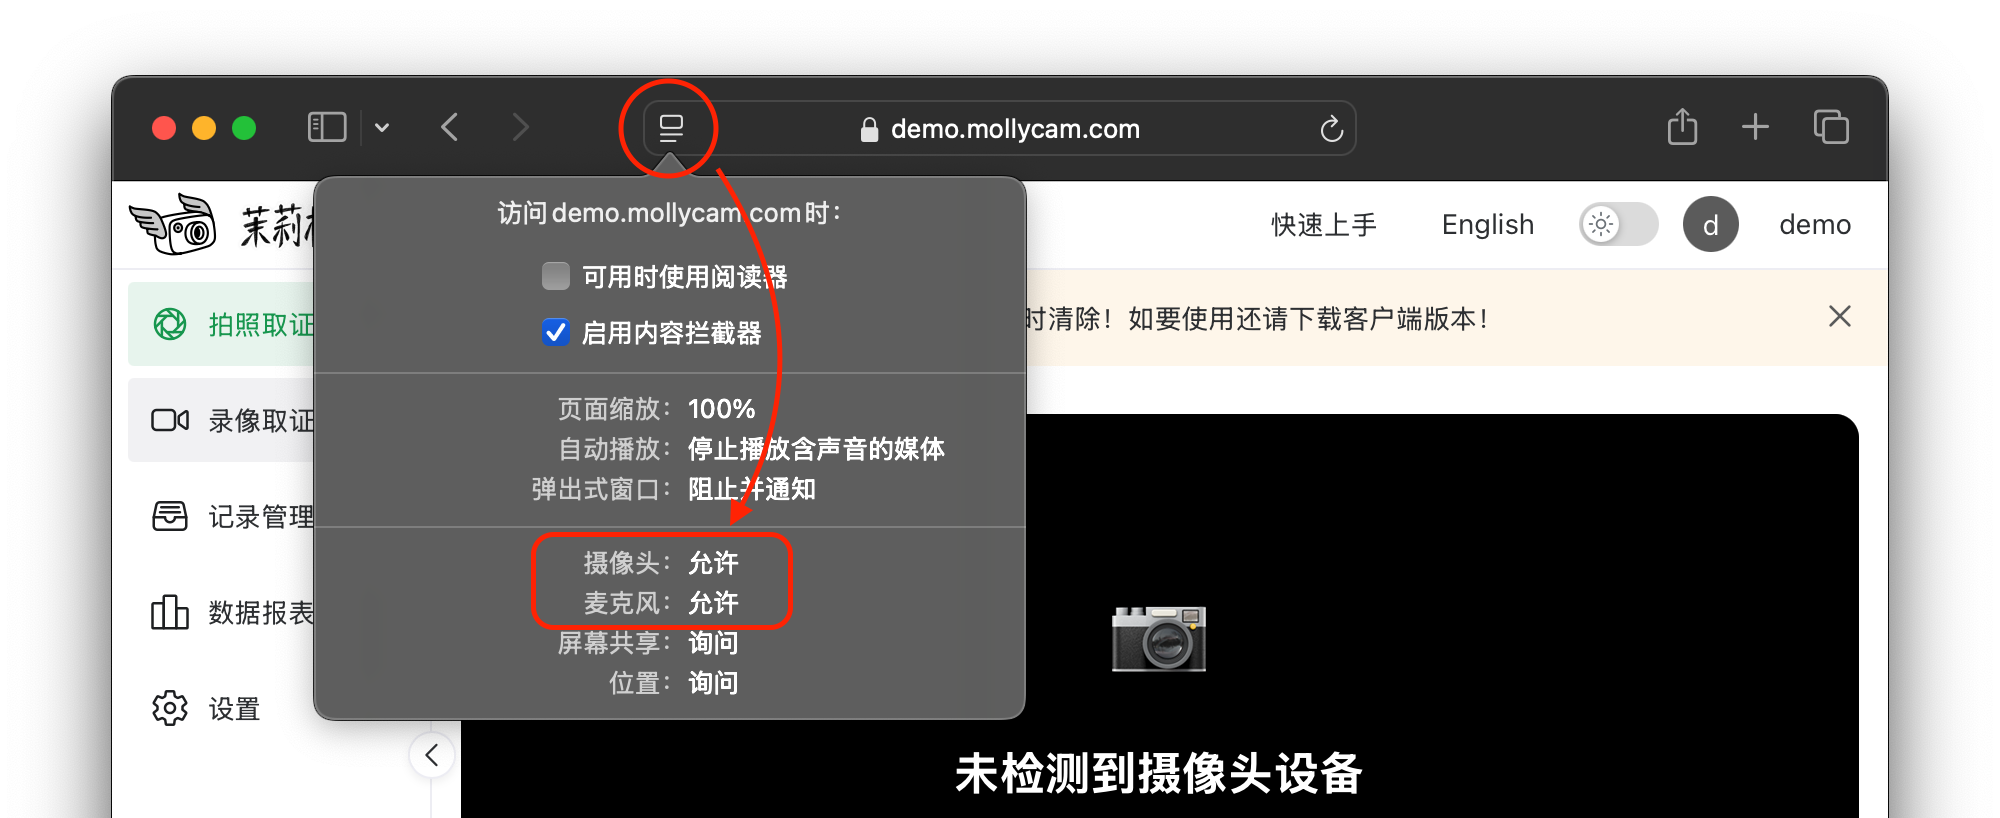 demo.mollycam.com
茉莉
快速上手
English
d
demo
访问demo.mollycam.com时：
可用时使用阅读器
启用内容拦截器
页面缩放： 100%
自动播放： 停止播放含声音的媒体
弹出式窗口： 阻止并通知
摄像头： 允许
麦克风： 允许
屏幕共享： 询问
位置： 询问
时清除！如要使用还请下载客户端版本！
拍照取证
录像取证
记录管理
数据报表
设置
未检测到摄像头设备